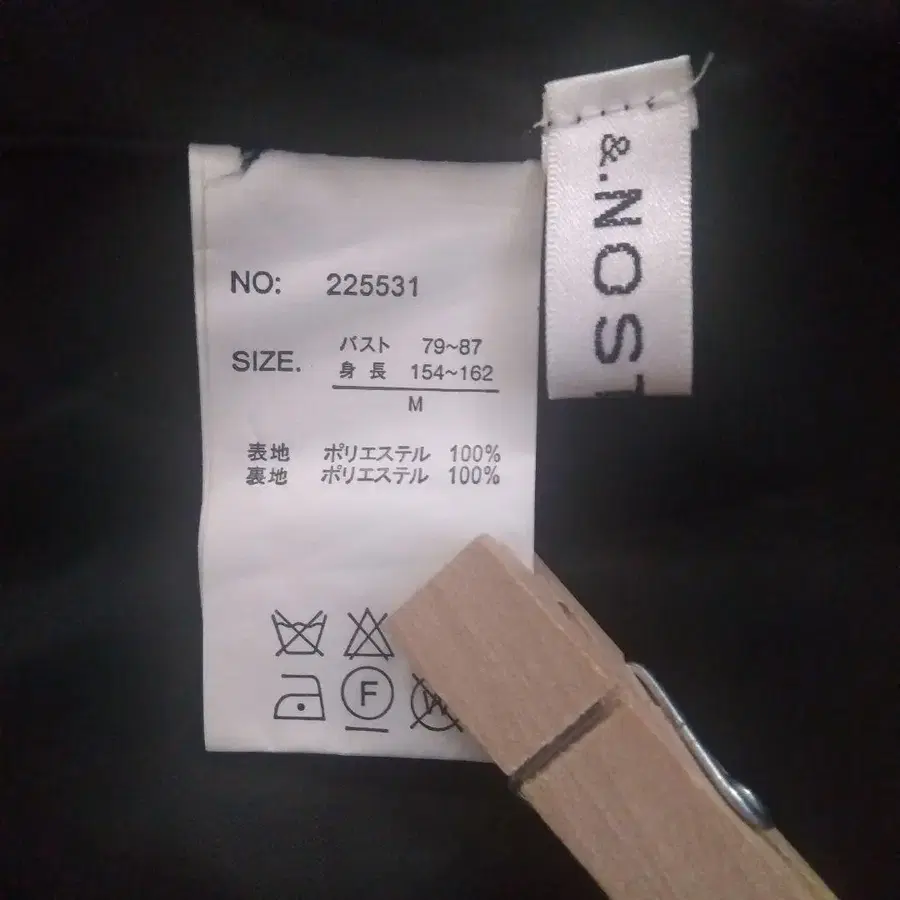 NO: 225531
SIZE. バスト 79~87
身長 154~162
M
表地 ポリエステル 100%
裏地 ポリエステル 100%
F
W
&.NOS